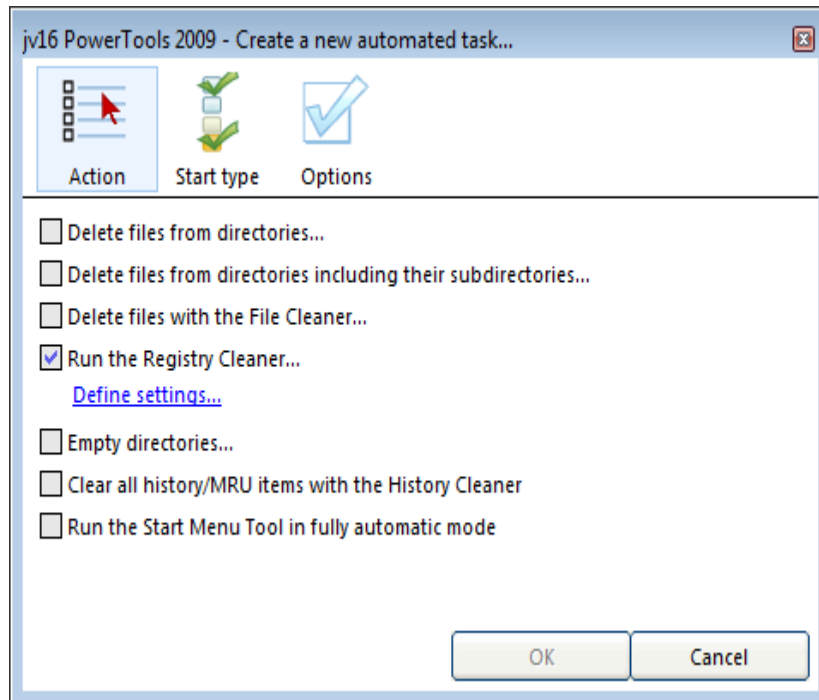 jv16 PowerTools 2009 - Create a new automated task...
Action Start type Options
Delete files from directories...
Delete files from directories including their subdirectories...
Delete files with the File Cleaner...
Run the Registry Cleaner...
Define settings...
Empty directories...
Clear all history/MRU items with the History Cleaner
Run the Start Menu Tool in fully automatic mode
OK Cancel